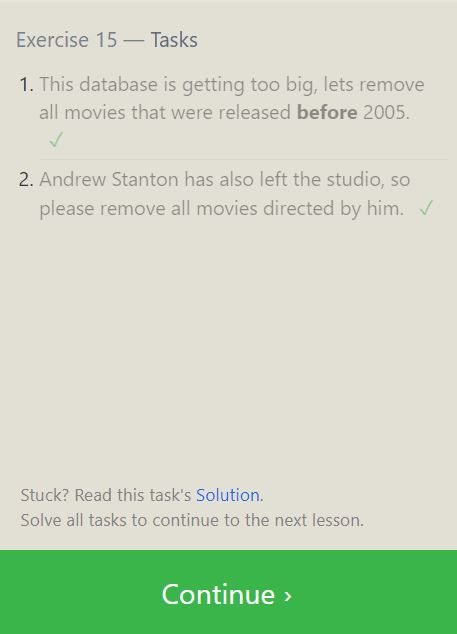 Exercise 15 — Tasks
1. This database is getting too big, lets remove
all movies that were released before 2005.
✓
2. Andrew Stanton has also left the studio, so
please remove all movies directed by him. ✓
Stuck? Read this task's Solution.
Solve all tasks to continue to the next lesson.
Continue ›